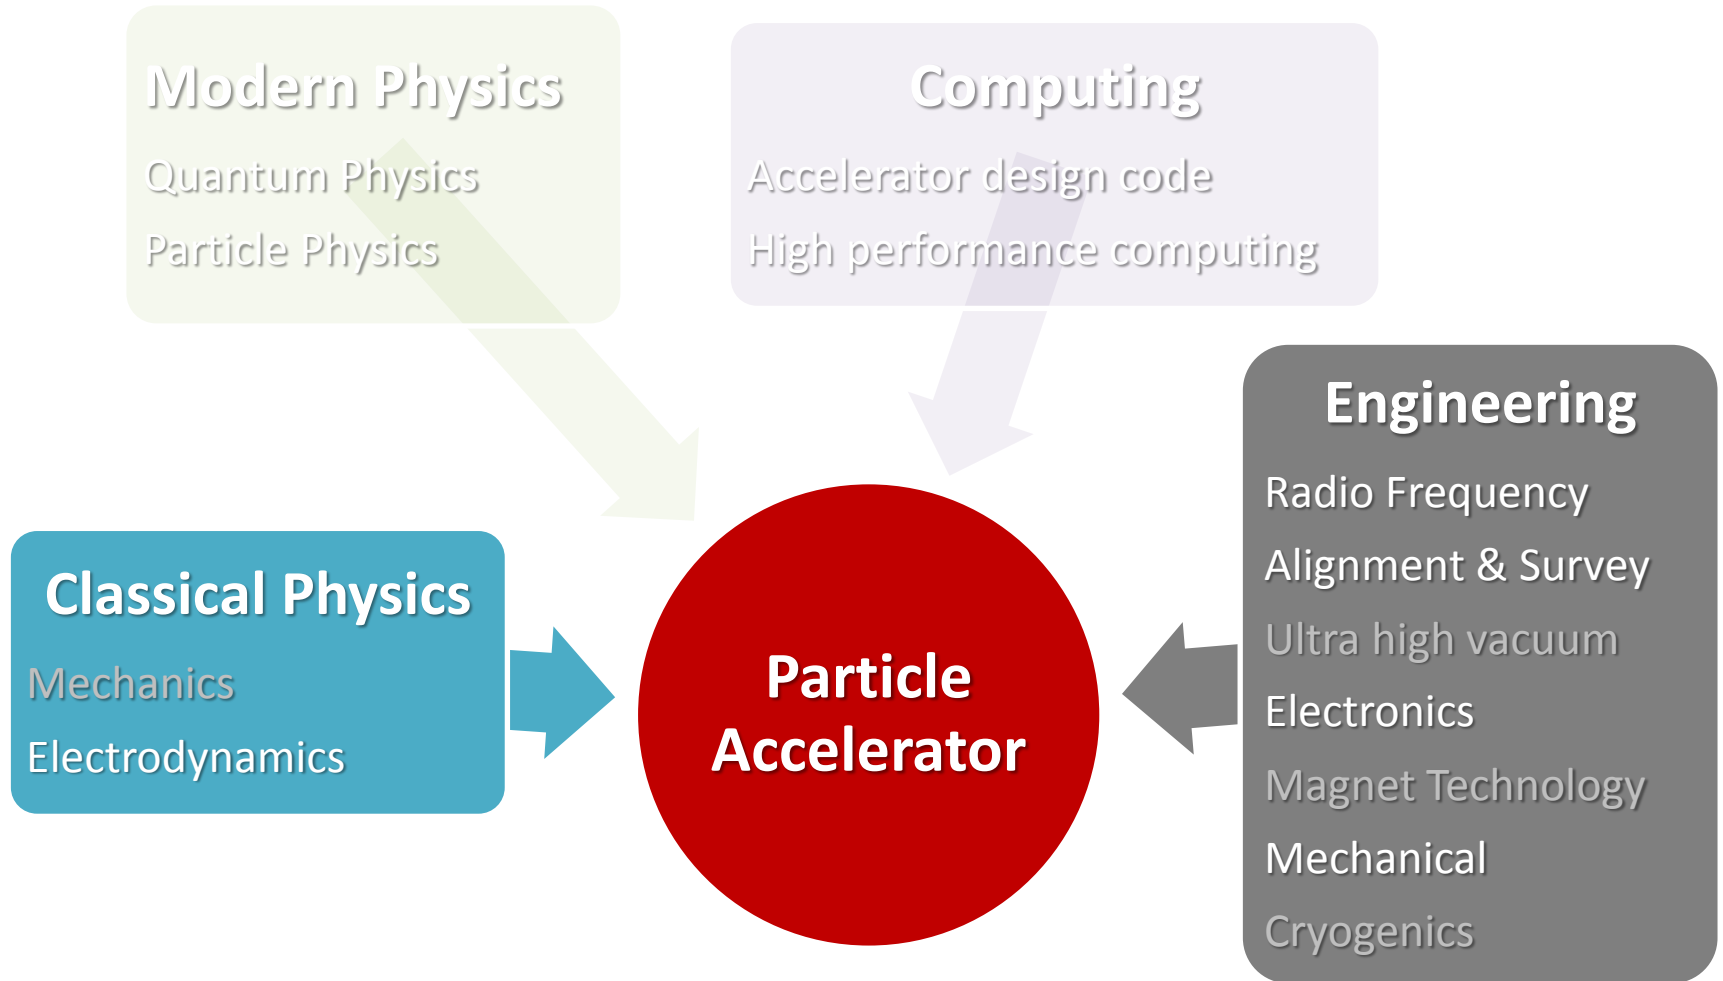 Modern Physics
Quantum Physics
Particle Physics
Computing
Accelerator design code
High performance computing
Classical Physics
Mechanics
Electrodynamics
Particle
Accelerator
Engineering
Radio Frequency
Alignment & Survey
Ultra high vacuum
Electronics
Magnet Technology
Mechanical
Cryogenics